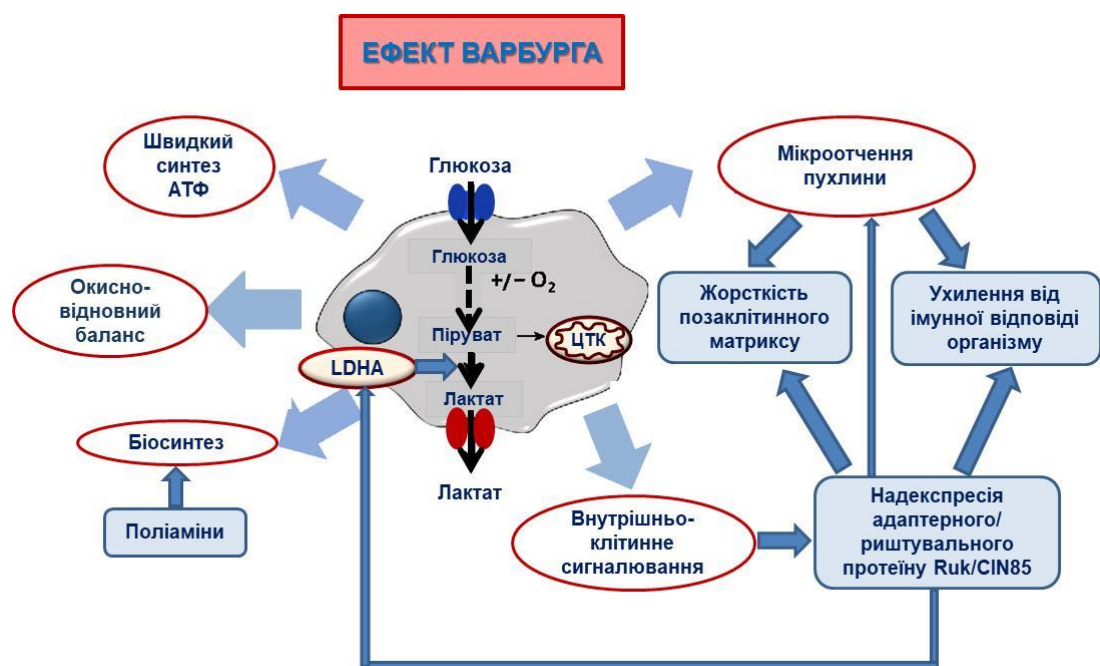 ЕФЕКТ ВАРБУРГА
Швидкий
синтез
АТФ
Глюкоза
Мікроотчення
пухлини
Глюкоза
+/− O₂
Окисно-
відновний
баланс
Жорсткість
позаклітинного
матриксу
Ухилення від
імунної відповіді
організму
Піруват
ЦТК
LDHA
Лактат
Біосинтез
Лактат
Поліаміни
Внутрішньо-
клітинне
сигналювання
Надекспресія
адаптерного/
риштувального
протеїну Ruk/CIN85